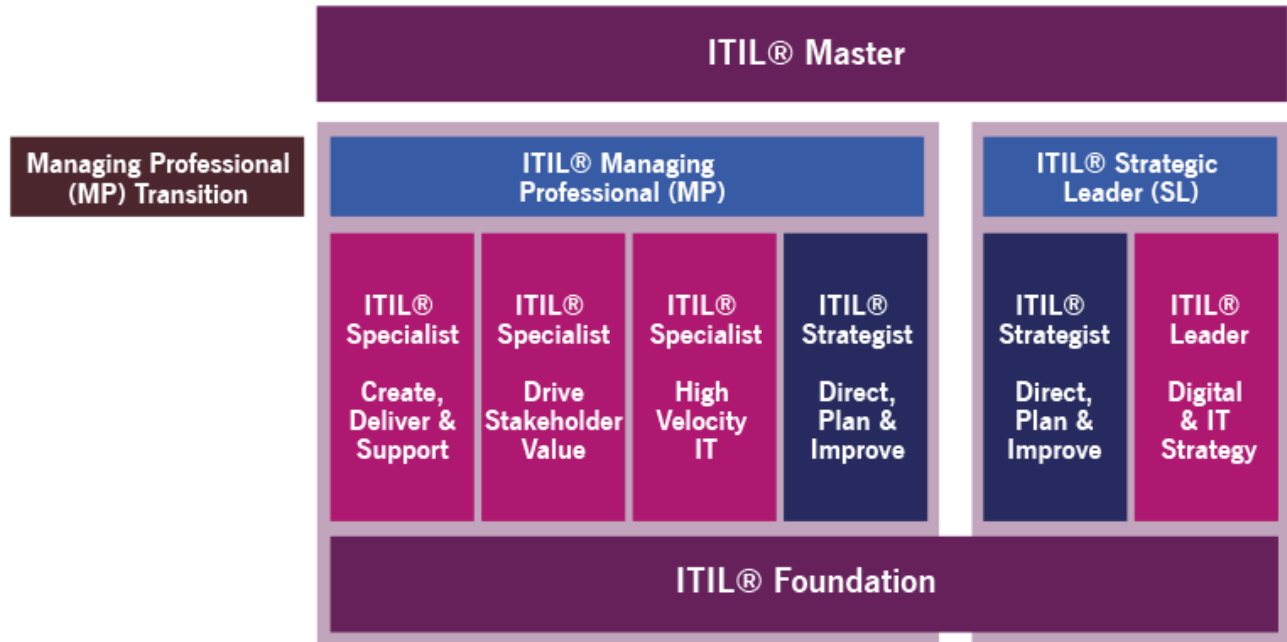 ITIL® Master
Managing Professional
(MP) Transition
ITIL® Managing
Professional (MP)
ITIL® Strategic
Leader (SL)
ITIL®
Specialist
Create,
Deliver &
Support
ITIL®
Specialist
Drive
Stakeholder
Value
ITIL®
Specialist
High
Velocity
IT
ITIL®
Strategist
Direct,
Plan &
Improve
ITIL®
Strategist
Direct,
Plan &
Improve
ITIL®
Leader
Digital
& IT
Strategy
ITIL® Foundation